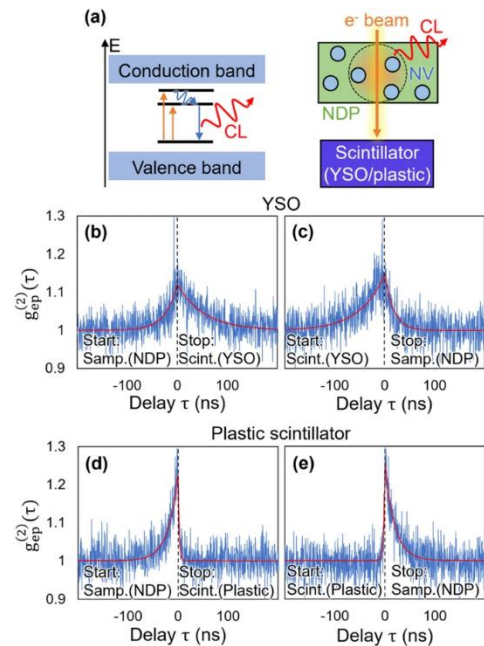 (a)
E
Conduction band
CL
Valence band
e⁻ beam
CL
NV
NDP
Scintillator
(YSO/plastic)
YSO
(b)
(c)
1.3
1.2
1.1
1
0.9
g_ep^(2)(τ)
Start:
Samp.(NDP)
Stop:
Scint.(YSO)
Start:
Scint.(YSO)
Stop:
Samp.(NDP)
-100 0 100
-100 0 100
Delay τ (ns)
Delay τ (ns)
Plastic scintillator
(d)
(e)
1.3
1.2
1.1
1
0.9
g_ep^(2)(τ)
Start:
Samp.(NDP)
Stop:
Scint.(Plastic)
Start:
Scint.(Plastic)
Stop:
Samp.(NDP)
-100 0 100
-100 0 100
Delay τ (ns)
Delay τ (ns)